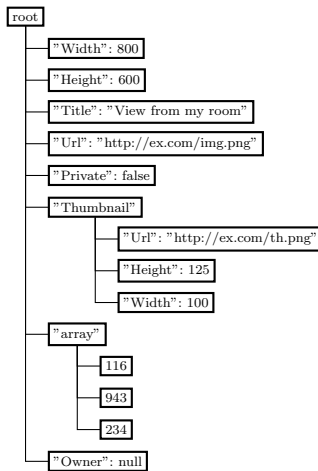 root
"Width": 800
"Height": 600
"Title": "View from my room"
"Url": "http://ex.com/img.png"
"Private": false
"Thumbnail"
"Url": "http://ex.com/th.png"
"Height": 125
"Width": 100
"array"
116
943
234
"Owner": null